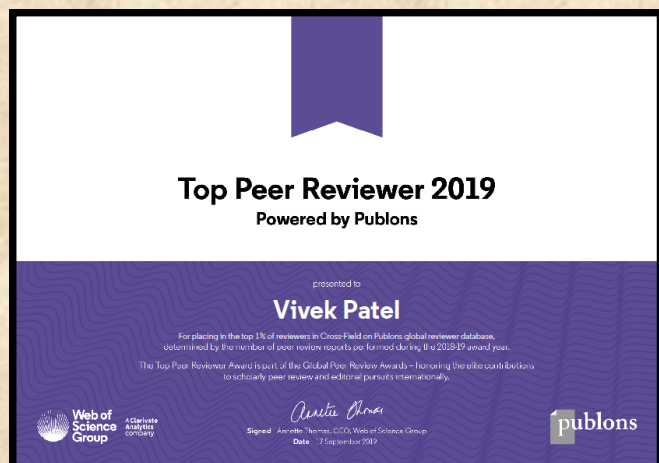 Top Peer Reviewer 2019
Powered by Publons
presented to
Vivek Patel
For placing in the top 1% of reviewers in Cross-Field on Publons global reviewer database,
determined by the number of peer review reports performed during the 2018-19 award year.
The Top Peer Reviewer Award is part of the Global Peer Review Awards – honoring the elite contributions
to scholarly peer review and editorial pursuits internationally.
Annette Thomas
Signed Annette Thomas, CEO, Web of Science Group
Date 17 September 2019
Web of
Science
Group
A Clarivate
Analytics
company
publons